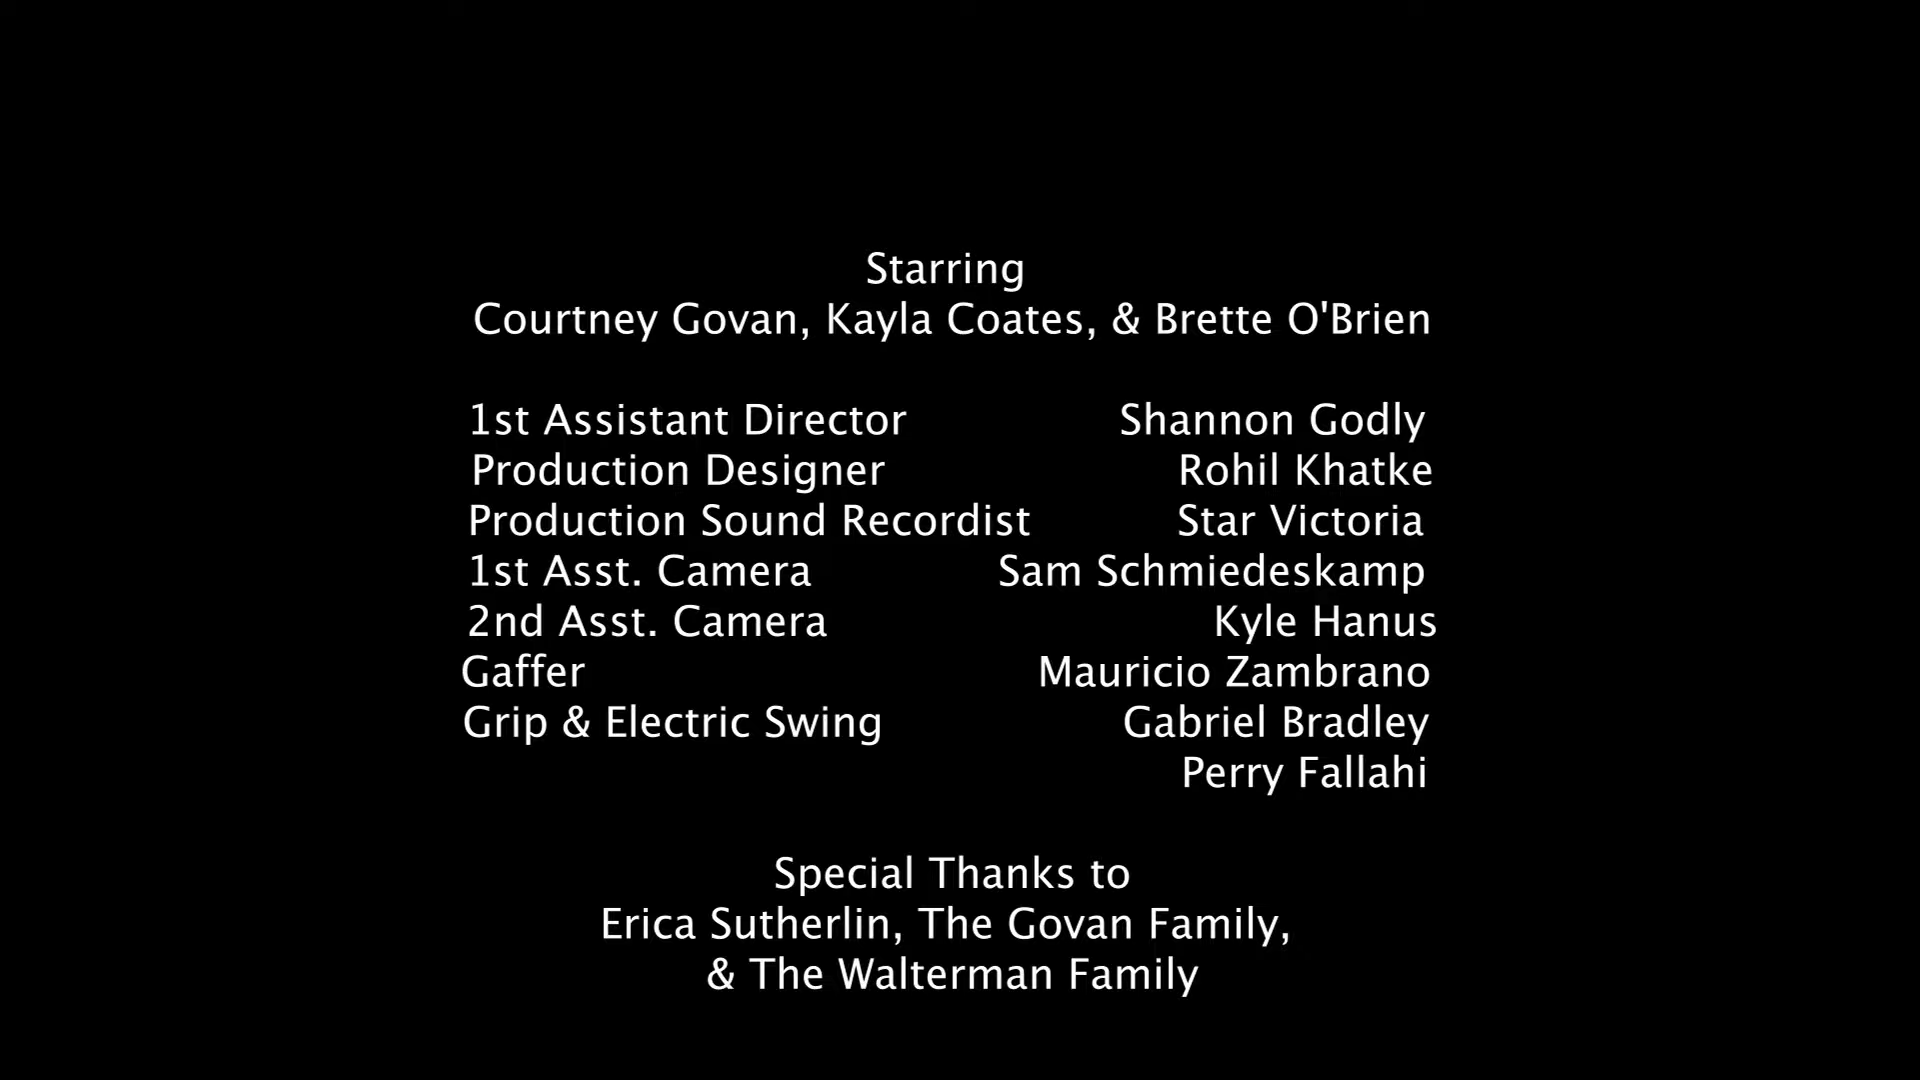 Starring
Courtney Govan, Kayla Coates, & Brette O'Brien
1st Assistant Director Shannon Godly
Production Designer Rohil Khatke
Production Sound Recordist Star Victoria
1st Asst. Camera Sam Schmiedeskamp
2nd Asst. Camera Kyle Hanus
Gaffer Mauricio Zambrano
Grip & Electric Swing Gabriel Bradley
Perry Fallahi
Special Thanks to
Erica Sutherlin, The Govan Family,
& The Walterman Family